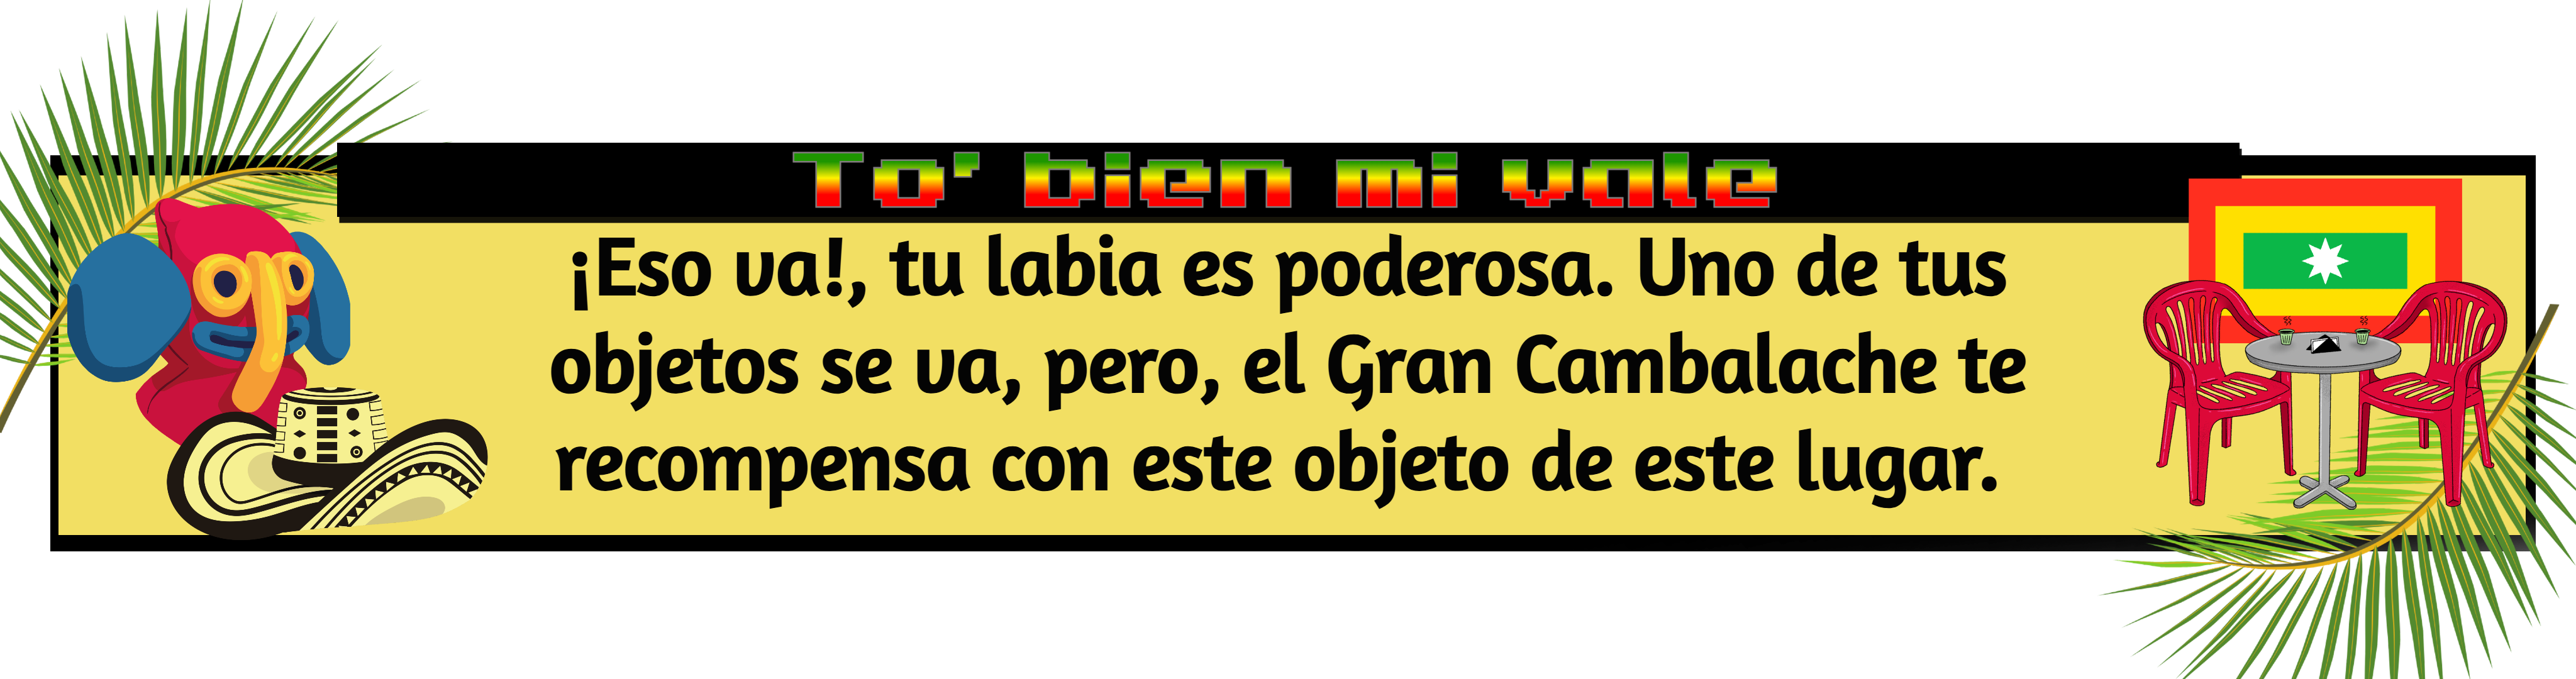 To' bien mi vale
¡Eso va!, tu labia es poderosa. Uno de tus
objetos se va, pero, el Gran Cambalache te
recompensa con este objeto de este lugar.